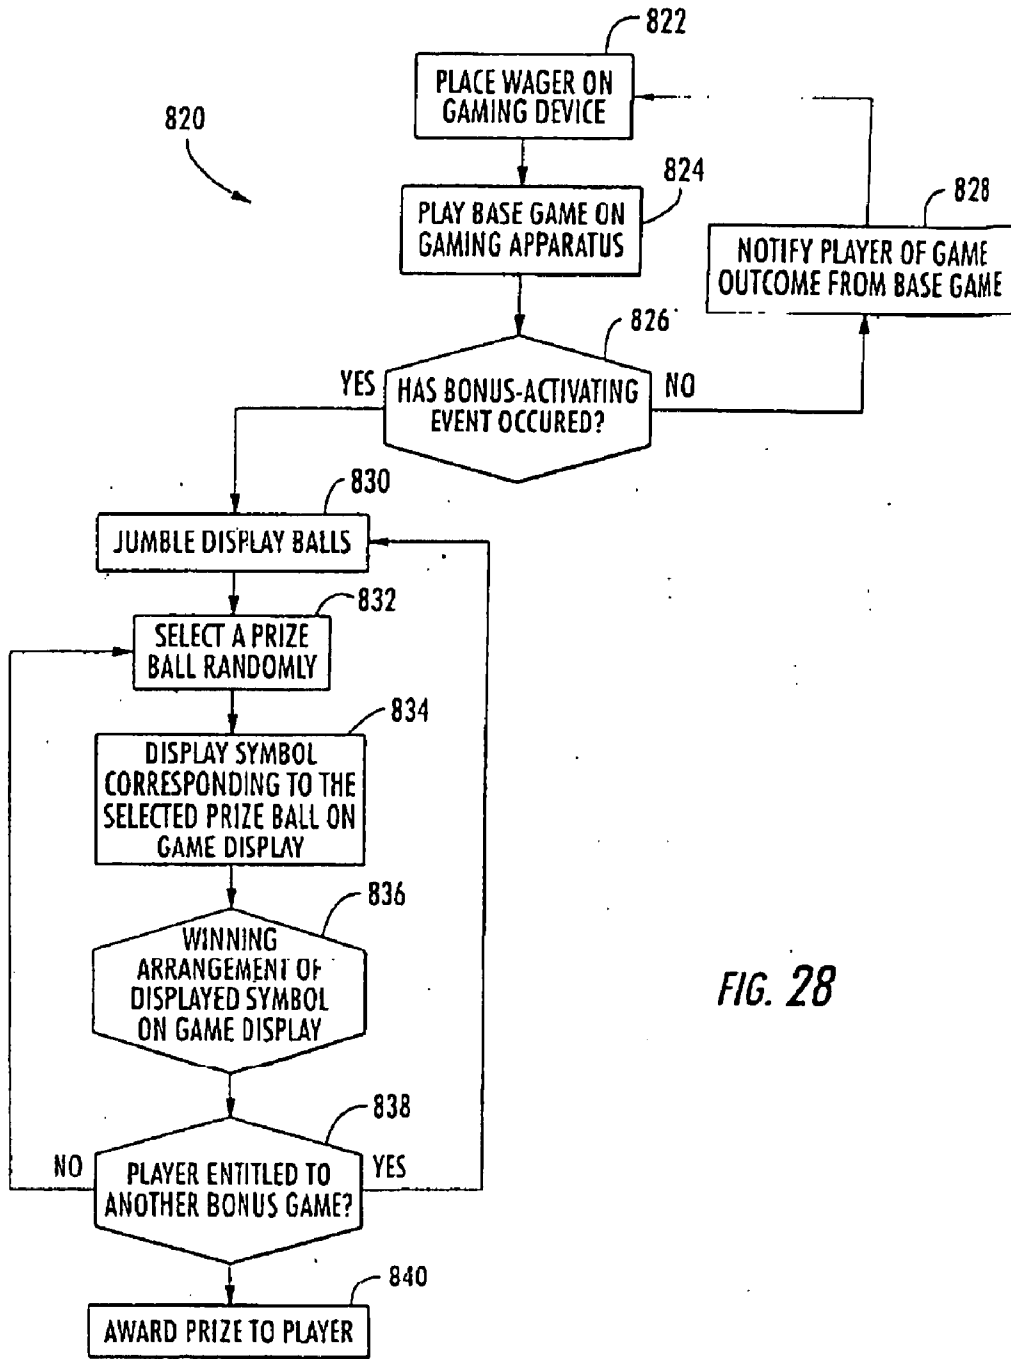 822
PLACE WAGER ON
GAMING DEVICE
820
824
PLAY BASE GAME ON
GAMING APPARATUS
828
NOTIFY PLAYER OF GAME
OUTCOME FROM BASE GAME
826
YES
HAS BONUS-ACTIVATING
EVENT OCCURED?
NO
830
JUMBLE DISPLAY BALLS
832
SELECT A PRIZE
BALL RANDOMLY
834
DISPLAY SYMBOL
CORRESPONDING TO THE
SELECTED PRIZE BALL ON
GAME DISPLAY
836
WINNING
ARRANGEMENT OF
DISPLAYED SYMBOL
ON GAME DISPLAY
FIG. 28
838
NO
PLAYER ENTITLED TO
ANOTHER BONUS GAME?
YES
840
AWARD PRIZE TO PLAYER